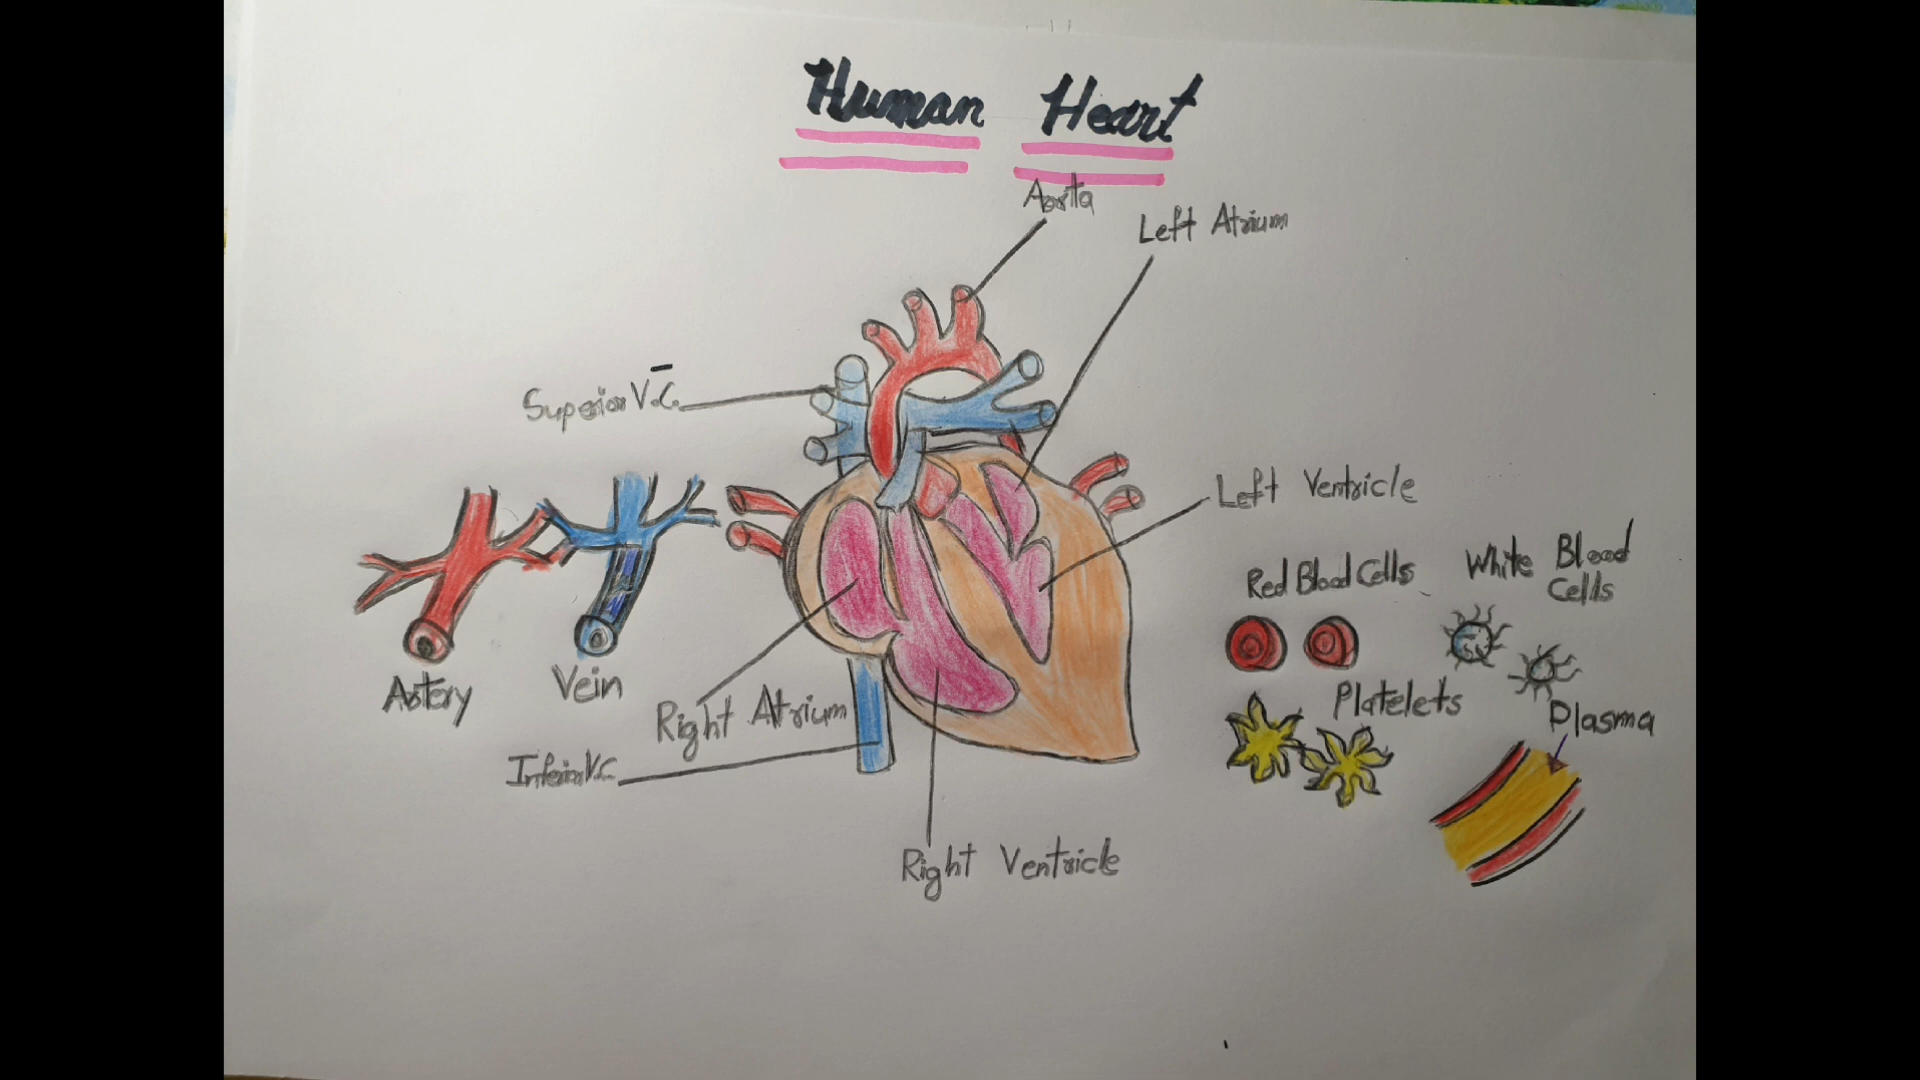 Human Heart
Aorta
Left Atrium
Superior V.C.
Left Ventricle
White Blood
Cells
Red Blood Cells
Artery
Vein
Platelets
Plasma
Right Atrium
Inferior V.C.
Right Ventricle